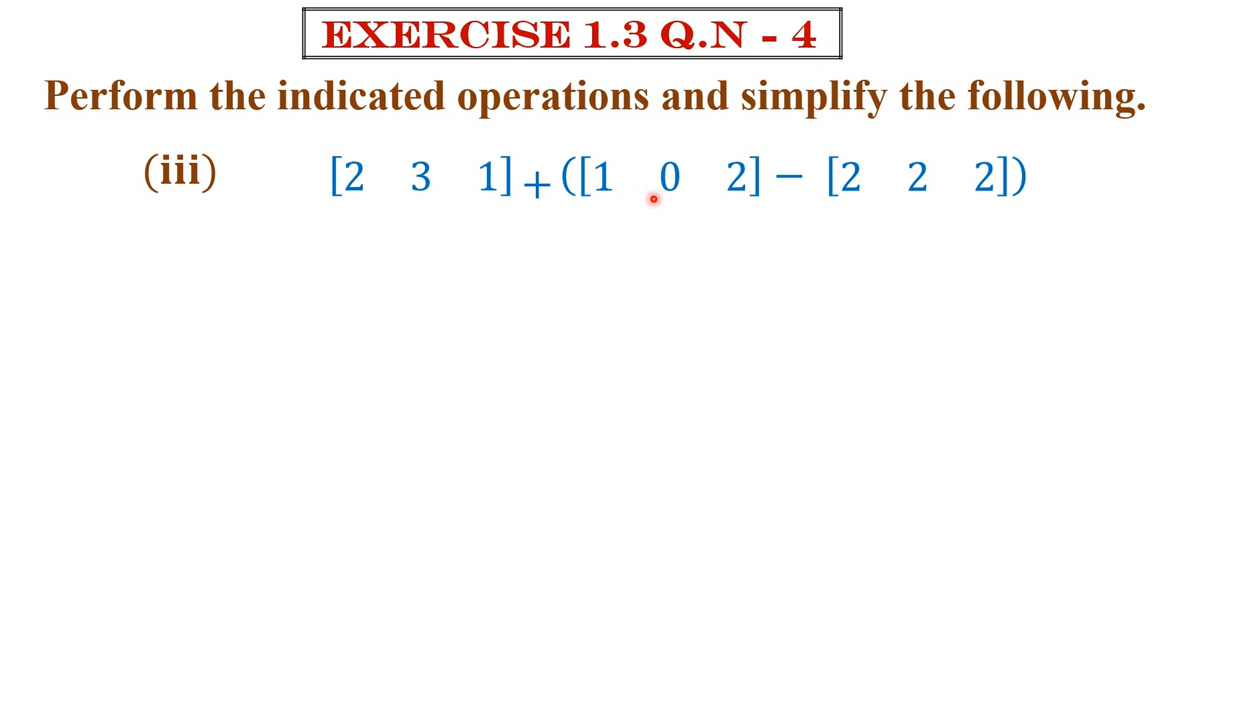 EXERCISE 1.3 Q.N - 4
Perform the indicated operations and simplify the following.
(iii) [2 3 1] + ([1 0 2] − [2 2 2])